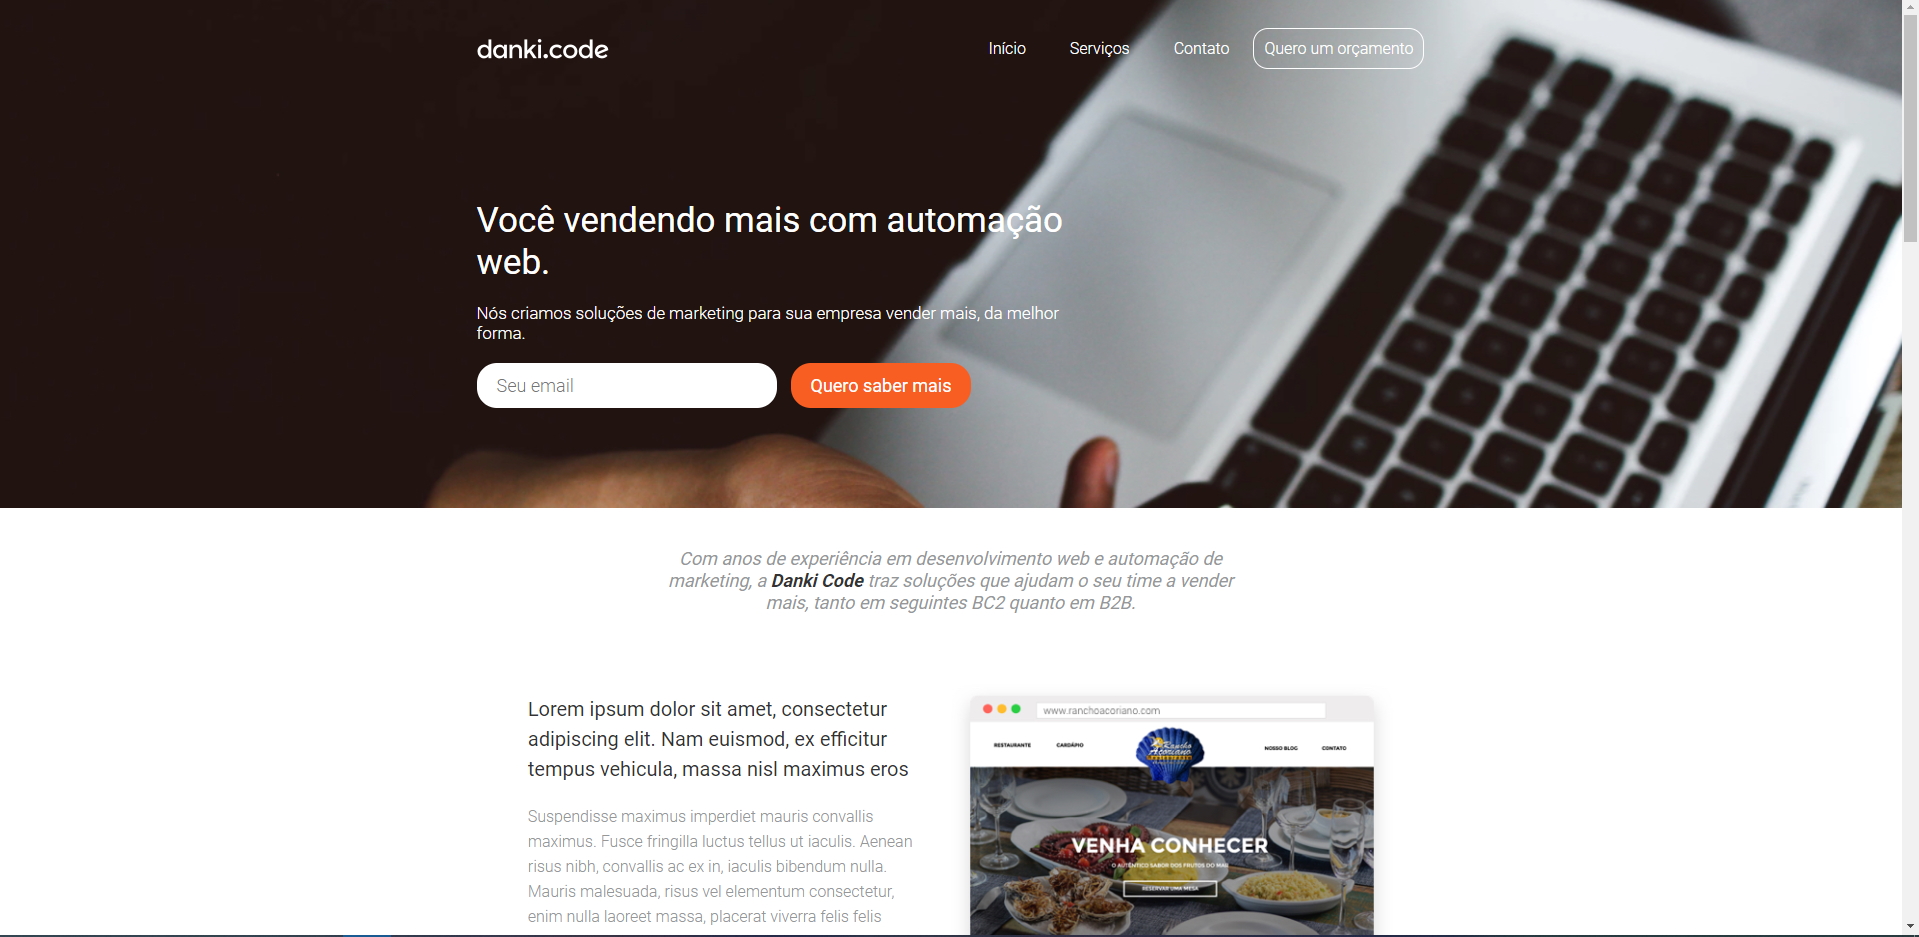 danki.code
Início Serviços Contato Quero um orçamento
Você vendendo mais com automação
web.
Nós criamos soluções de marketing para sua empresa vender mais, da melhor
forma.
Seu email Quero saber mais
Com anos de experiência em desenvolvimento web e automação de
marketing, a Danki Code traz soluções que ajudam o seu time a vender
mais, tanto em seguintes BC2 quanto em B2B.
Lorem ipsum dolor sit amet, consectetur
adipiscing elit. Nam euismod, ex efficitur
tempus vehicula, massa nisl maximus eros
Suspendisse maximus imperdiet mauris convallis
maximus. Fusce fringilla luctus tellus ut iaculis. Aenean
risus nibh, convallis ac ex in, iaculis bibendum nulla.
Mauris malesuada, risus vel elementum consectetur,
enim nulla laoreet massa, placerat viverra felis felis
www.ranchoacoriano.com
RESTAURANTE CARDÁPIO NOSSO BLOG CONTATO
Rancho
Açoriano
VENHA CONHECER
O AUTÊNTICO SABOR DOS FRUTOS DO MAR
RESERVAR UMA MESA